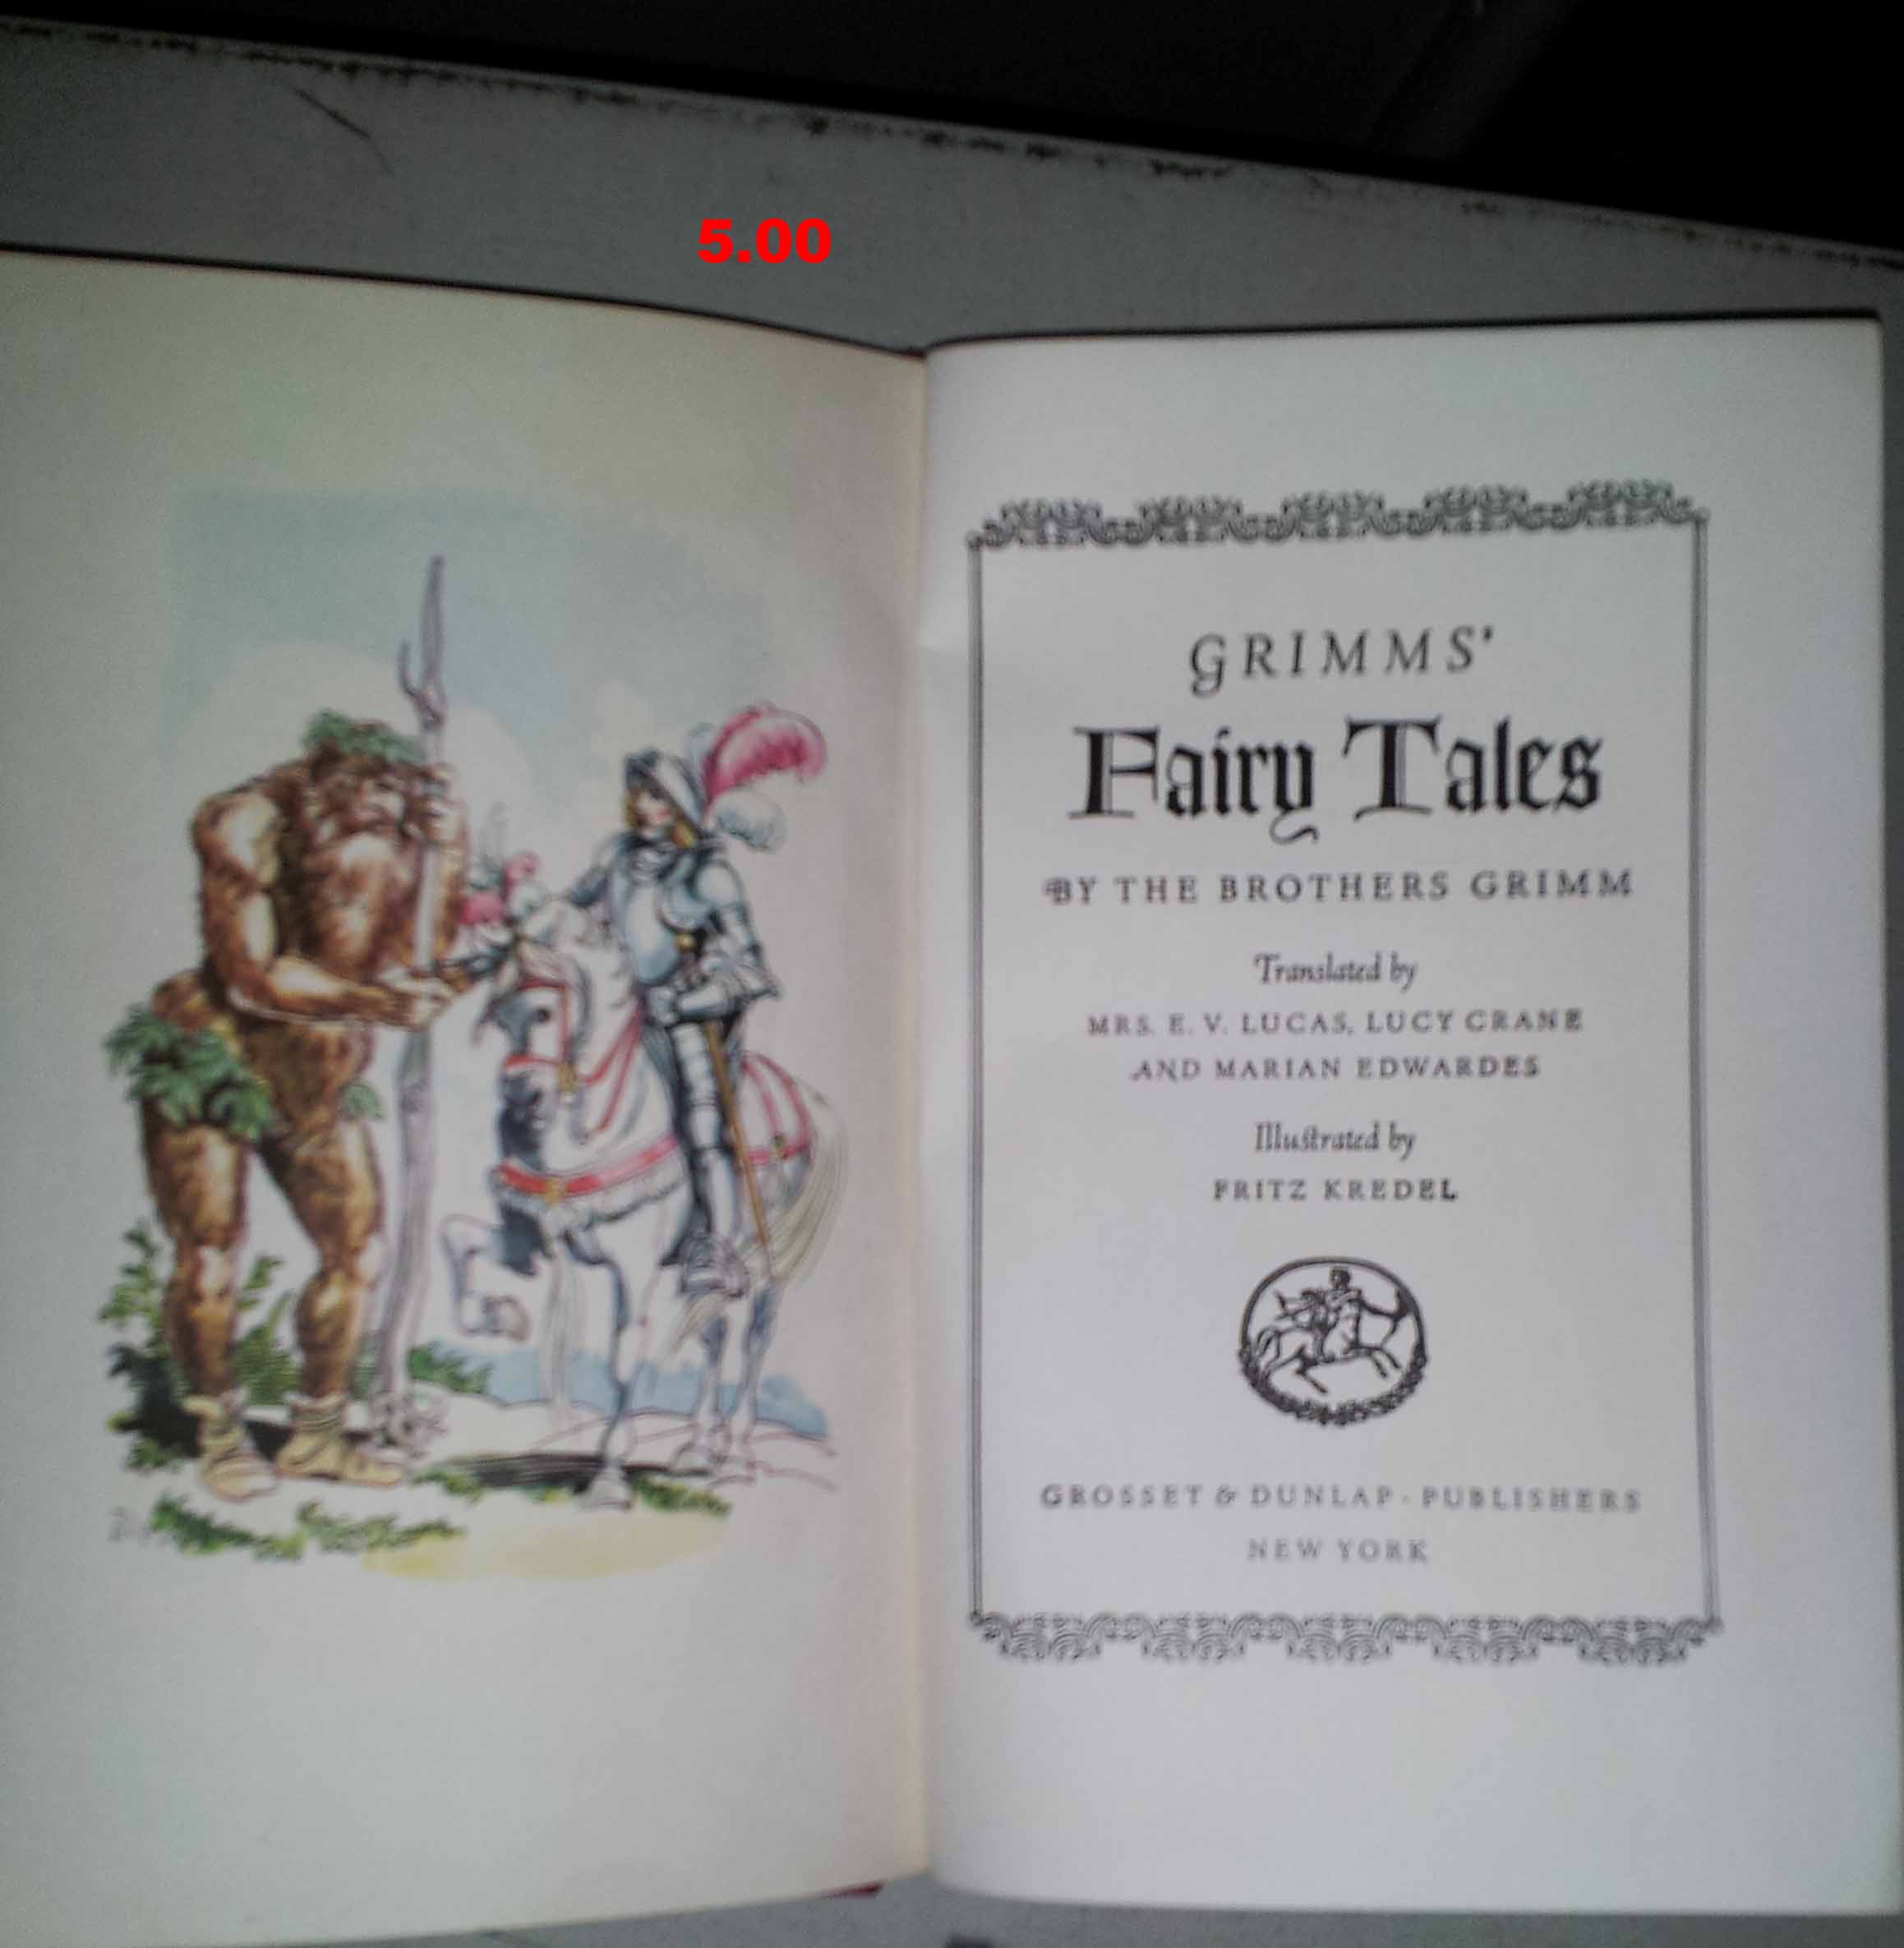 5.00
GRIMMS'
Fairy Tales
BY THE BROTHERS GRIMM
Translated by
MRS. E. V. LUCAS, LUCY CRANE
AND MARIAN EDWARDES
Illustrated by
FRITZ KREDEL
GROSSET & DUNLAP · PUBLISHERS
NEW YORK